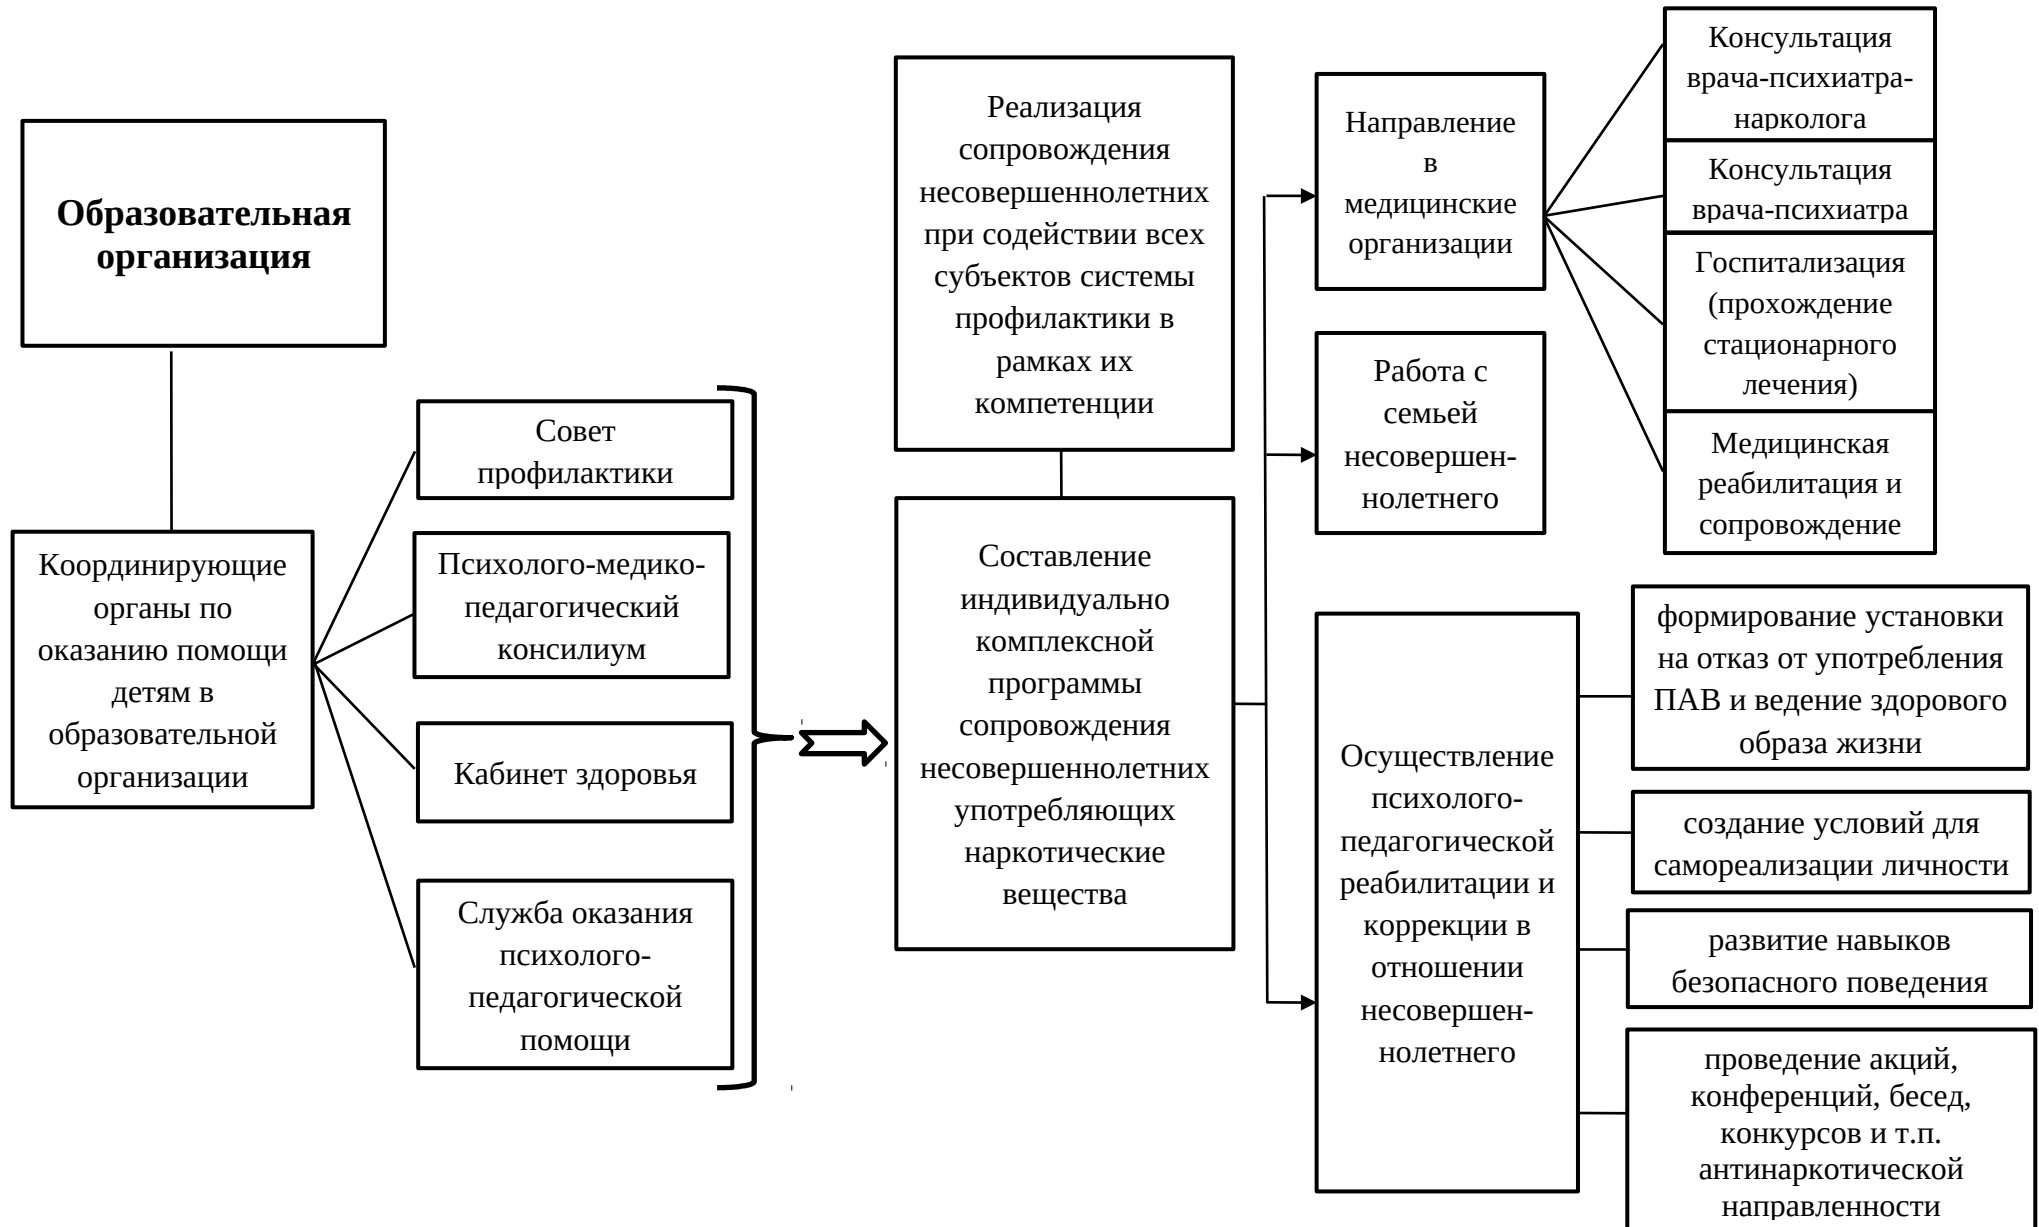 Образовательная
организация
Координирующие
органы по
оказанию помощи
детям в
образовательной
организации
Совет
профилактики
Психолого-медико-
педагогический
консилиум
Кабинет здоровья
Служба оказания
психолого-
педагогической
помощи
Реализация
сопровождения
несовершеннолетних
при содействии всех
субъектов системы
профилактики в
рамках их
компетенции
Составление
индивидуально
комплексной
программы
сопровождения
несовершеннолетних
употребляющих
наркотические
вещества
Направление
в
медицинские
организации
Работа с
семьей
несовершен-
нолетнего
Осуществление
психолого-
педагогической
реабилитации и
коррекции в
отношении
несовершен-
нолетнего
Консультация
врача-психиатра-
нарколога
Консультация
врача-психиатра
Госпитализация
(прохождение
стационарного
лечения)
Медицинская
реабилитация и
сопровождение
формирование установки
на отказ от употребления
ПАВ и ведение здорового
образа жизни
создание условий для
самореализации личности
развитие навыков
безопасного поведения
проведение акций,
конференций, бесед,
конкурсов и т.п.
антинаркотической
направленности